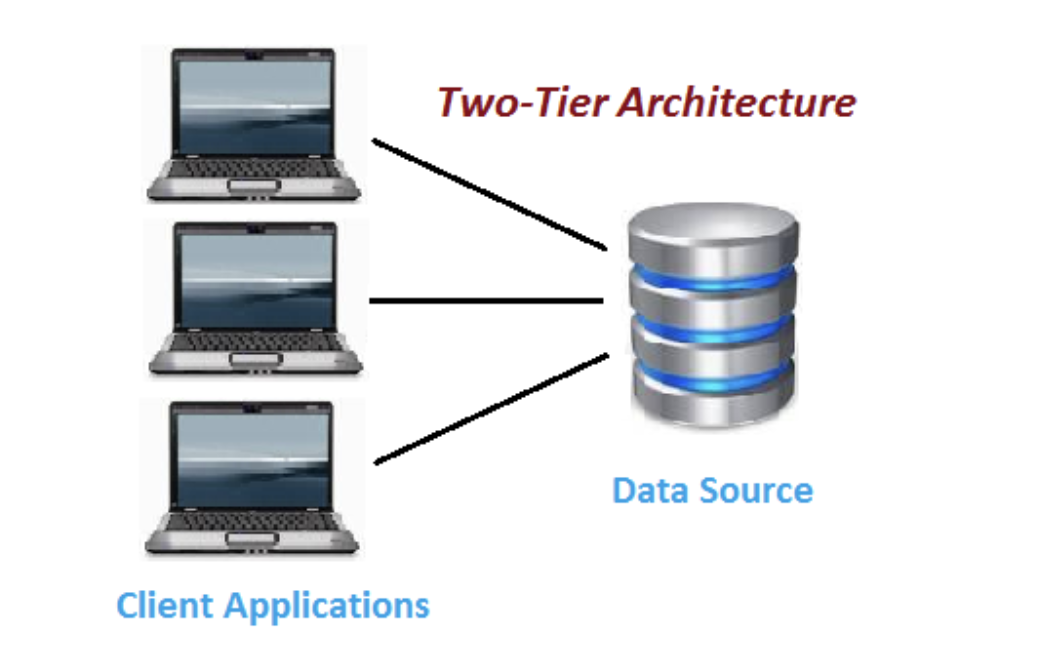 Two-Tier Architecture
Data Source
Client Applications